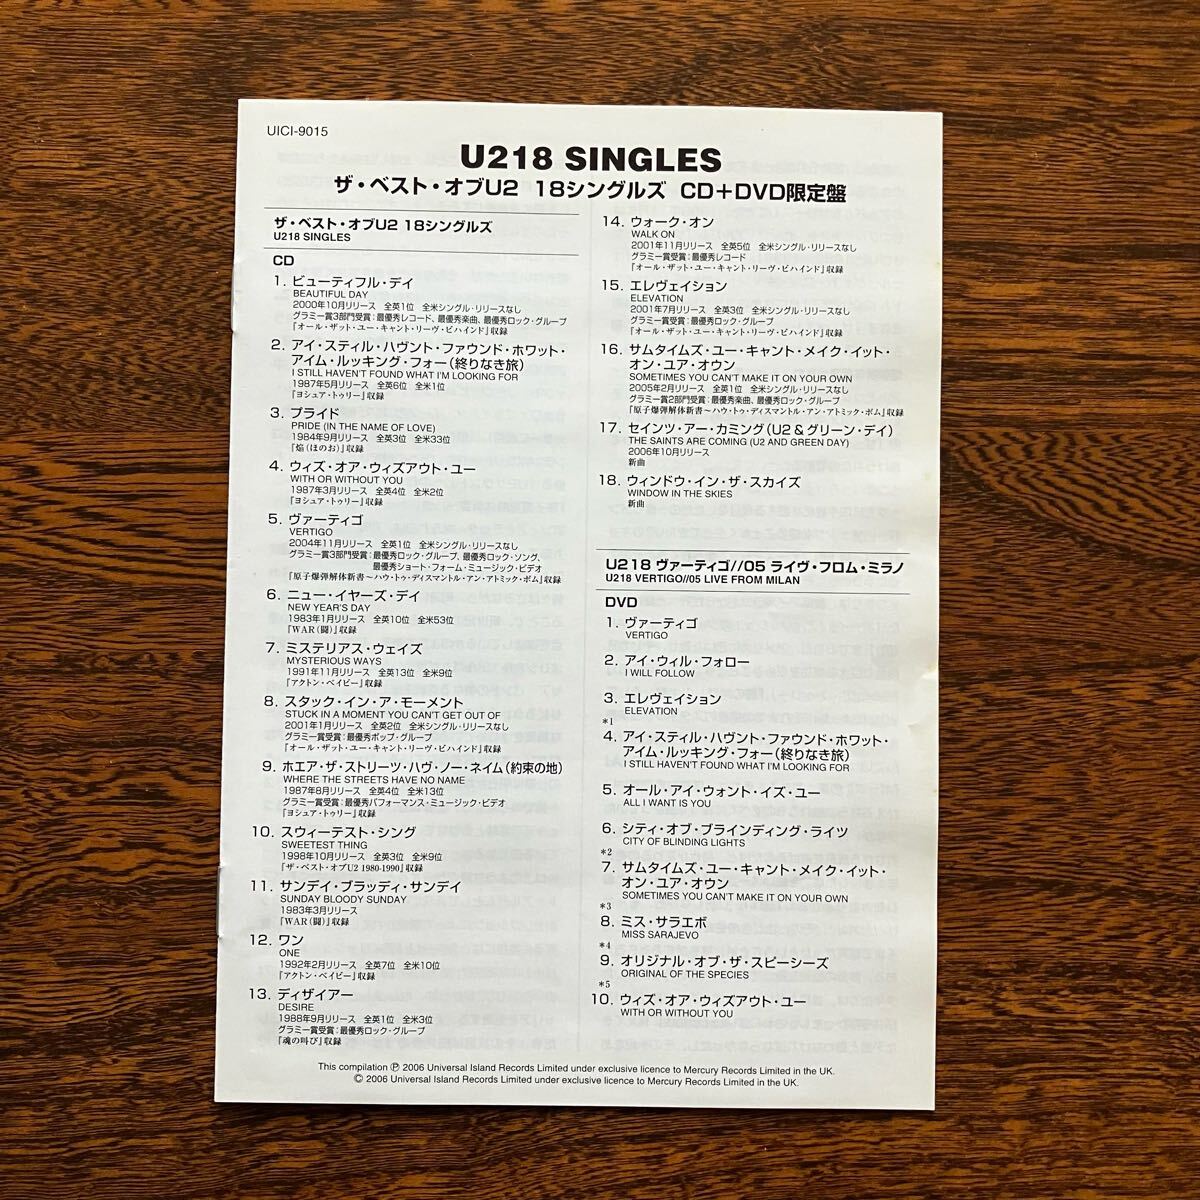 UICI-9015
U218 SINGLES
ザ・ベスト・オブU2 18シングルズ CD+DVD限定盤
ザ・ベスト・オブU2 18シングルズ
U218 SINGLES
CD
1. ビューティフル・デイ
BEAUTIFUL DAY
2000年10月リリース 全英1位 全米シングル・リリースなし
グラミー賞3部門受賞：最優秀レコード、最優秀楽曲、最優秀ロック・グループ
『オール・ザット・ユー・キャント・リーヴ・ビハインド』収録
2. アイ・スティル・ハヴント・ファウンド・ホワット・
アイム・ルッキング・フォー（終りなき旅）
I STILL HAVEN'T FOUND WHAT I'M LOOKING FOR
1987年5月リリース 全英6位 全米1位
『ヨシュア・トゥリー』収録
3. プライド
PRIDE (IN THE NAME OF LOVE)
1984年9月リリース 全英3位 全米33位
『焔（ほのお）』収録
4. ウィズ・オア・ウィズアウト・ユー
WITH OR WITHOUT YOU
1987年3月リリース 全英4位 全米2位
『ヨシュア・トゥリー』収録
5. ヴァーティゴ
VERTIGO
2004年11月リリース 全英1位 全米シングル・リリースなし
グラミー賞3部門受賞：最優秀ロック・グループ、最優秀ロック・ソング、
最優秀ショート・フォーム・ミュージック・ビデオ
『原子爆弾解体新書〜ハウ・トゥ・ディスマントル・アン・アトミック・ボム』収録
6. ニュー・イヤーズ・デイ
NEW YEAR'S DAY
1983年1月リリース 全英10位 全米53位
『WAR（闘）』収録
7. ミステリアス・ウェイズ
MYSTERIOUS WAYS
1991年11月リリース 全英13位 全米9位
『アクトン・ベイビー』収録
8. スタック・イン・ア・モーメント
STUCK IN A MOMENT YOU CAN'T GET OUT OF
2001年1月リリース 全英2位 全米シングル・リリースなし
グラミー賞受賞：最優秀ポップ・グループ
『オール・ザット・ユー・キャント・リーヴ・ビハインド』収録
9. ホエア・ザ・ストリーツ・ハヴ・ノー・ネイム（約束の地）
WHERE THE STREETS HAVE NO NAME
1987年8月リリース 全英4位 全米13位
グラミー賞受賞：最優秀パフォーマンス・ミュージック・ビデオ
『ヨシュア・トゥリー』収録
10. スウィーテスト・シング
SWEETEST THING
1998年10月リリース 全英3位 全米9位
『ザ・ベスト・オブU2 1980-1990』収録
11. サンデイ・ブラッディ・サンデイ
SUNDAY BLOODY SUNDAY
1983年3月リリース
『WAR（闘）』収録
12. ワン
ONE
1992年2月リリース 全英7位 全米10位
『アクトン・ベイビー』収録
13. ディザイアー
DESIRE
1988年9月リリース 全英1位 全米3位
グラミー賞受賞：最優秀ロック・グループ
『魂の叫び』収録
14. ウォーク・オン
WALK ON
2001年11月リリース 全英5位 全米シングル・リリースなし
グラミー賞受賞：最優秀レコード
『オール・ザット・ユー・キャント・リーヴ・ビハインド』収録
15. エレヴェイション
ELEVATION
2001年7月リリース 全英3位 全米シングル・リリースなし
グラミー賞受賞：最優秀ロック・グループ
『オール・ザット・ユー・キャント・リーヴ・ビハインド』収録
16. サムタイムズ・ユー・キャント・メイク・イット・
オン・ユア・オウン
SOMETIMES YOU CAN'T MAKE IT ON YOUR OWN
2005年2月リリース 全英1位 全米シングル・リリースなし
グラミー賞2部門受賞：最優秀楽曲、最優秀ロック・グループ
『原子爆弾解体新書〜ハウ・トゥ・ディスマントル・アン・アトミック・ボム』収録
17. セインツ・アー・カミング（U2＆グリーン・デイ）
THE SAINTS ARE COMING (U2 AND GREEN DAY)
2006年10月リリース
新曲
18. ウィンドウ・イン・ザ・スカイズ
WINDOW IN THE SKIES
新曲
U218 ヴァーティゴ//05 ライヴ・フロム・ミラノ
U218 VERTIGO//05 LIVE FROM MILAN
DVD
1. ヴァーティゴ
VERTIGO
2. アイ・ウィル・フォロー
I WILL FOLLOW
3. エレヴェイション
ELEVATION
*1
4. アイ・スティル・ハヴント・ファウンド・ホワット・
アイム・ルッキング・フォー（終りなき旅）
I STILL HAVEN'T FOUND WHAT I'M LOOKING FOR
5. オール・アイ・ウォント・イズ・ユー
ALL I WANT IS YOU
6. シティ・オブ・ブラインディング・ライツ
CITY OF BLINDING LIGHTS
*2
7. サムタイムズ・ユー・キャント・メイク・イット・
オン・ユア・オウン
SOMETIMES YOU CAN'T MAKE IT ON YOUR OWN
*3
8. ミス・サラエボ
MISS SARAJEVO
*4
9. オリジナル・オブ・ザ・スピーシーズ
ORIGINAL OF THE SPECIES
*5
10. ウィズ・オア・ウィズアウト・ユー
WITH OR WITHOUT YOU
This compilation ℗ 2006 Universal Island Records Limited under exclusive licence to Mercury Records Limited in the UK.
© 2006 Universal Island Records Limited under exclusive licence to Mercury Records Limited in the UK.